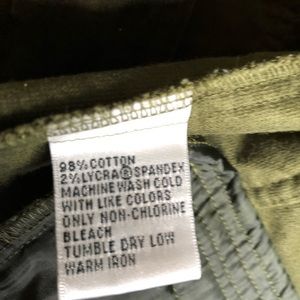 98% COTTON
2% LYCRA® SPANDEX
MACHINE WASH COLD
WITH LIKE COLORS
ONLY NON-CHLORINE
BLEACH
TUMBLE DRY LOW
WARM IRON